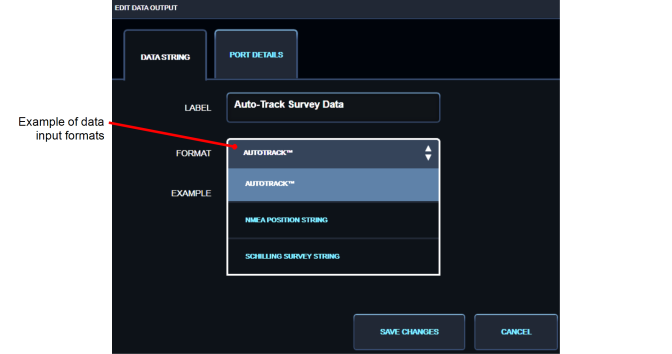 EDIT DATA OUTPUT
DATA STRING
PORT DETAILS
LABEL
Auto-Track Survey Data
Example of data
input formats
FORMAT
AUTOTRACK™
AUTOTRACK™
EXAMPLE
NMEA POSITION STRING
SCHILLING SURVEY STRING
SAVE CHANGES
CANCEL